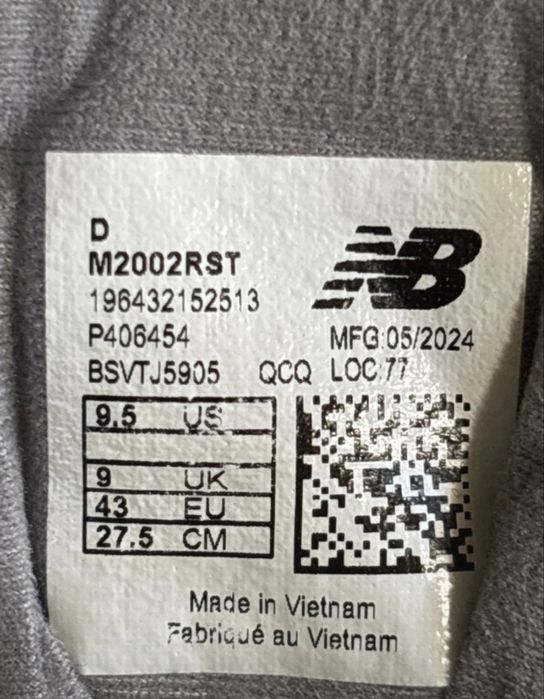 D
M2002RST
196432152513
P406454
MFG:05/2024
BSVTJ5905 QCQ LOC:77
9.5 US
9 UK
43 EU
27.5 CM
NB
Made in Vietnam
Fabriqué au Vietnam